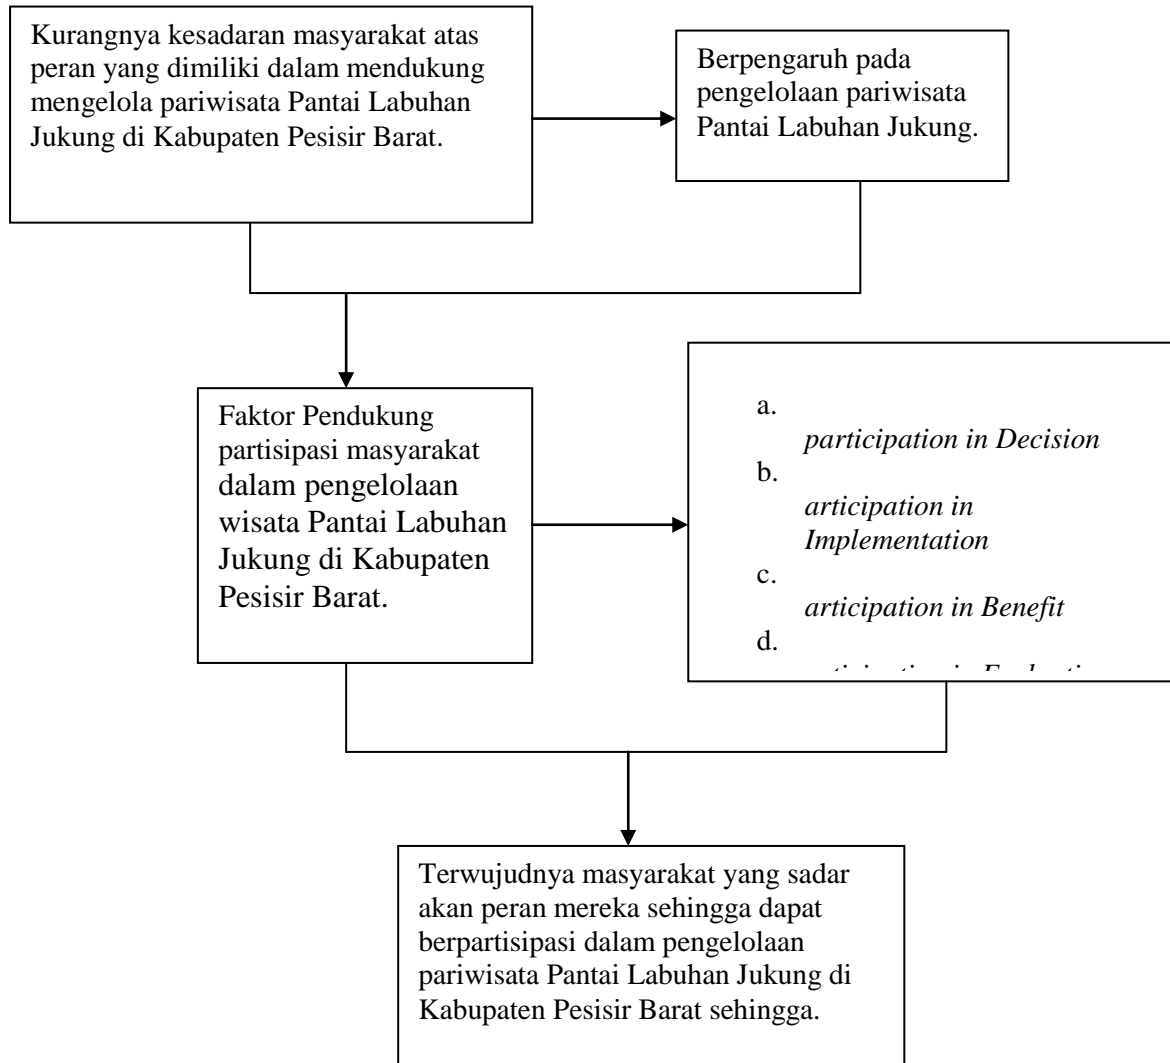 Kurangnya kesadaran masyarakat atas
peran yang dimiliki dalam mendukung
mengelola pariwisata Pantai Labuhan
Jukung di Kabupaten Pesisir Barat.
Berpengaruh pada
pengelolaan pariwisata
Pantai Labuhan Jukung.
Faktor Pendukung
partisipasi masyarakat
dalam pengelolaan
wisata Pantai Labuhan
Jukung di Kabupaten
Pesisir Barat.
a.
participation in Decision
b.
articipation in
Implementation
c.
articipation in Benefit
d.
Terwujudnya masyarakat yang sadar
akan peran mereka sehingga dapat
berpartisipasi dalam pengelolaan
pariwisata Pantai Labuhan Jukung di
Kabupaten Pesisir Barat sehingga.